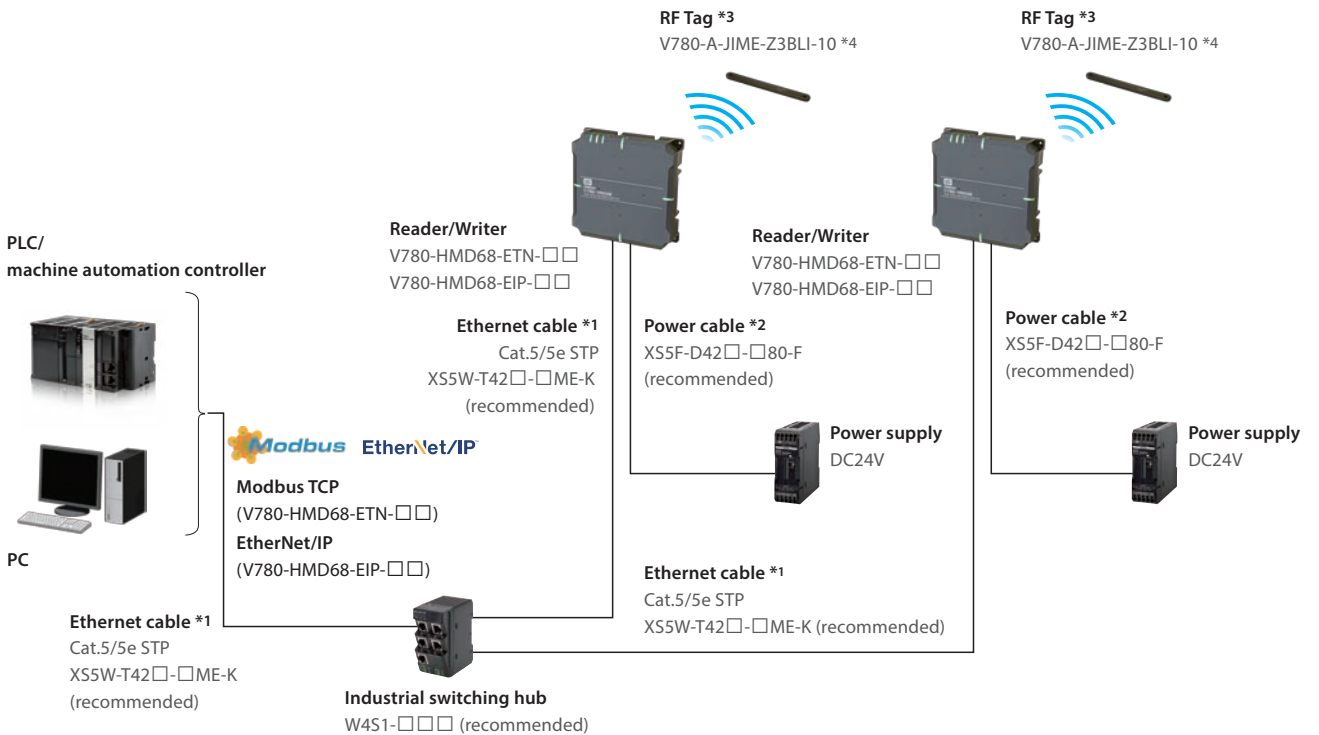 RF Tag *3
V780-A-JIME-Z3BLI-10 *4
RF Tag *3
V780-A-JIME-Z3BLI-10 *4
Reader/Writer
V780-HMD68-ETN-□□
V780-HMD68-EIP-□□
Reader/Writer
V780-HMD68-ETN-□□
V780-HMD68-EIP-□□
PLC/
machine automation controller
Ethernet cable *1
Cat.5/5e STP
XS5W-T42□-□ME-K
(recommended)
Power cable *2
XS5F-D42□-□80-F
(recommended)
Power cable *2
XS5F-D42□-□80-F
(recommended)
Power supply
DC24V
Power supply
DC24V
Modbus
EtherNet/IP
Modbus TCP
(V780-HMD68-ETN-□□)
EtherNet/IP
(V780-HMD68-EIP-□□)
PC
Ethernet cable *1
Cat.5/5e STP
XS5W-T42□-□ME-K
(recommended)
Ethernet cable *1
Cat.5/5e STP
XS5W-T42□-□ME-K (recommended)
Industrial switching hub
W4S1-□□□ (recommended)